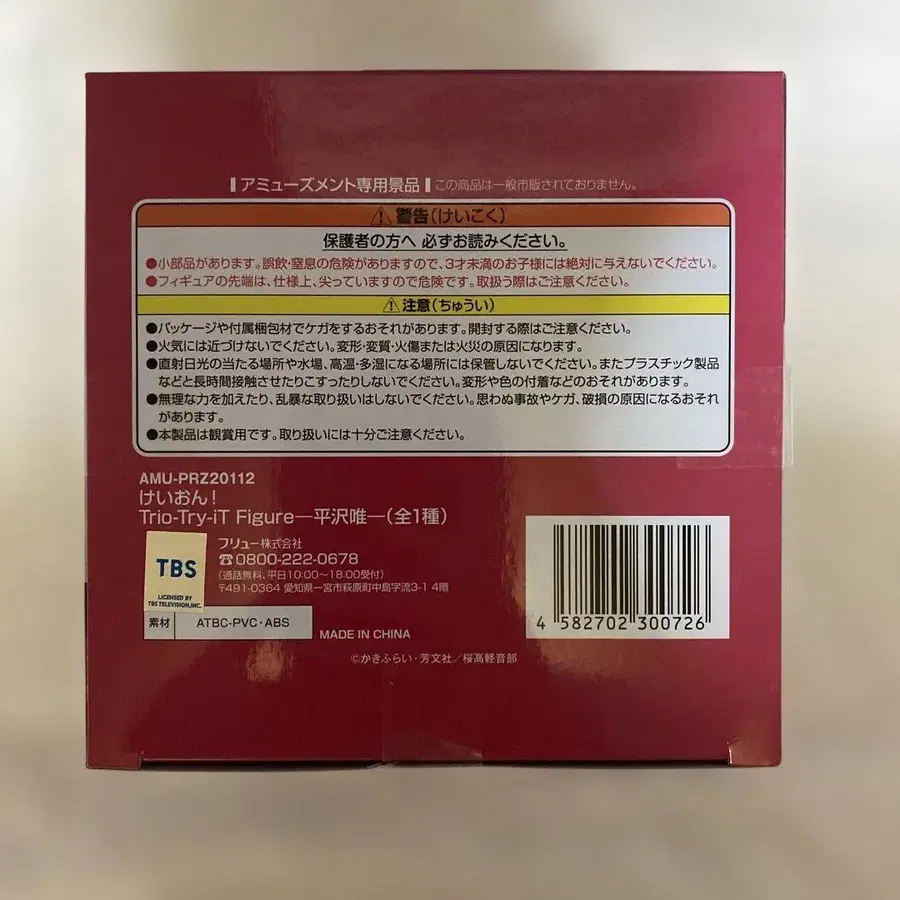 アミューズメント専用景品 この商品は一般市販されておりません。
⚠警告(けいこく)
保護者の方へ 必ずお読みください。
●小部品があります。誤飲・窒息の危険がありますので、3才未満のお子様には絶対に与えないでください。
●フィギュアの先端は、仕様上、尖っていますので危険です。取扱う際はご注意ください。
⚠注意(ちゅうい)
●パッケージや付属梱包材でケガをするおそれがあります。開封する際はご注意ください。
●火気には近づけないでください。変形・変質・火傷または火災の原因になります。
●直射日光の当たる場所や水場、高温・多湿になる場所には保管しないでください。またプラスチック製品
などと長時間接触させたりこすったりしないでください。変形や色の付着などのおそれがあります。
●無理な力を加えたり、乱暴な取り扱いはしないでください。思わぬ事故やケガ、破損の原因になるおそれ
があります。
●本製品は観賞用です。取り扱いには十分ご注意ください。
AMU-PRZ20112
けいおん!
Trio-Try-iT Figure―平沢唯―(全1種)
フリュー株式会社
☎0800-222-0678
(通話無料、平日10:00～18:00受付)
〒491-0364 愛知県一宮市萩原町中島字流3-1 4階
TBS
LICENSED BY
TBS TELEVISION,INC.
素材 ATBC-PVC・ABS
MADE IN CHINA
©かきふらい・芳文社/桜高軽音部
4 582702 300726